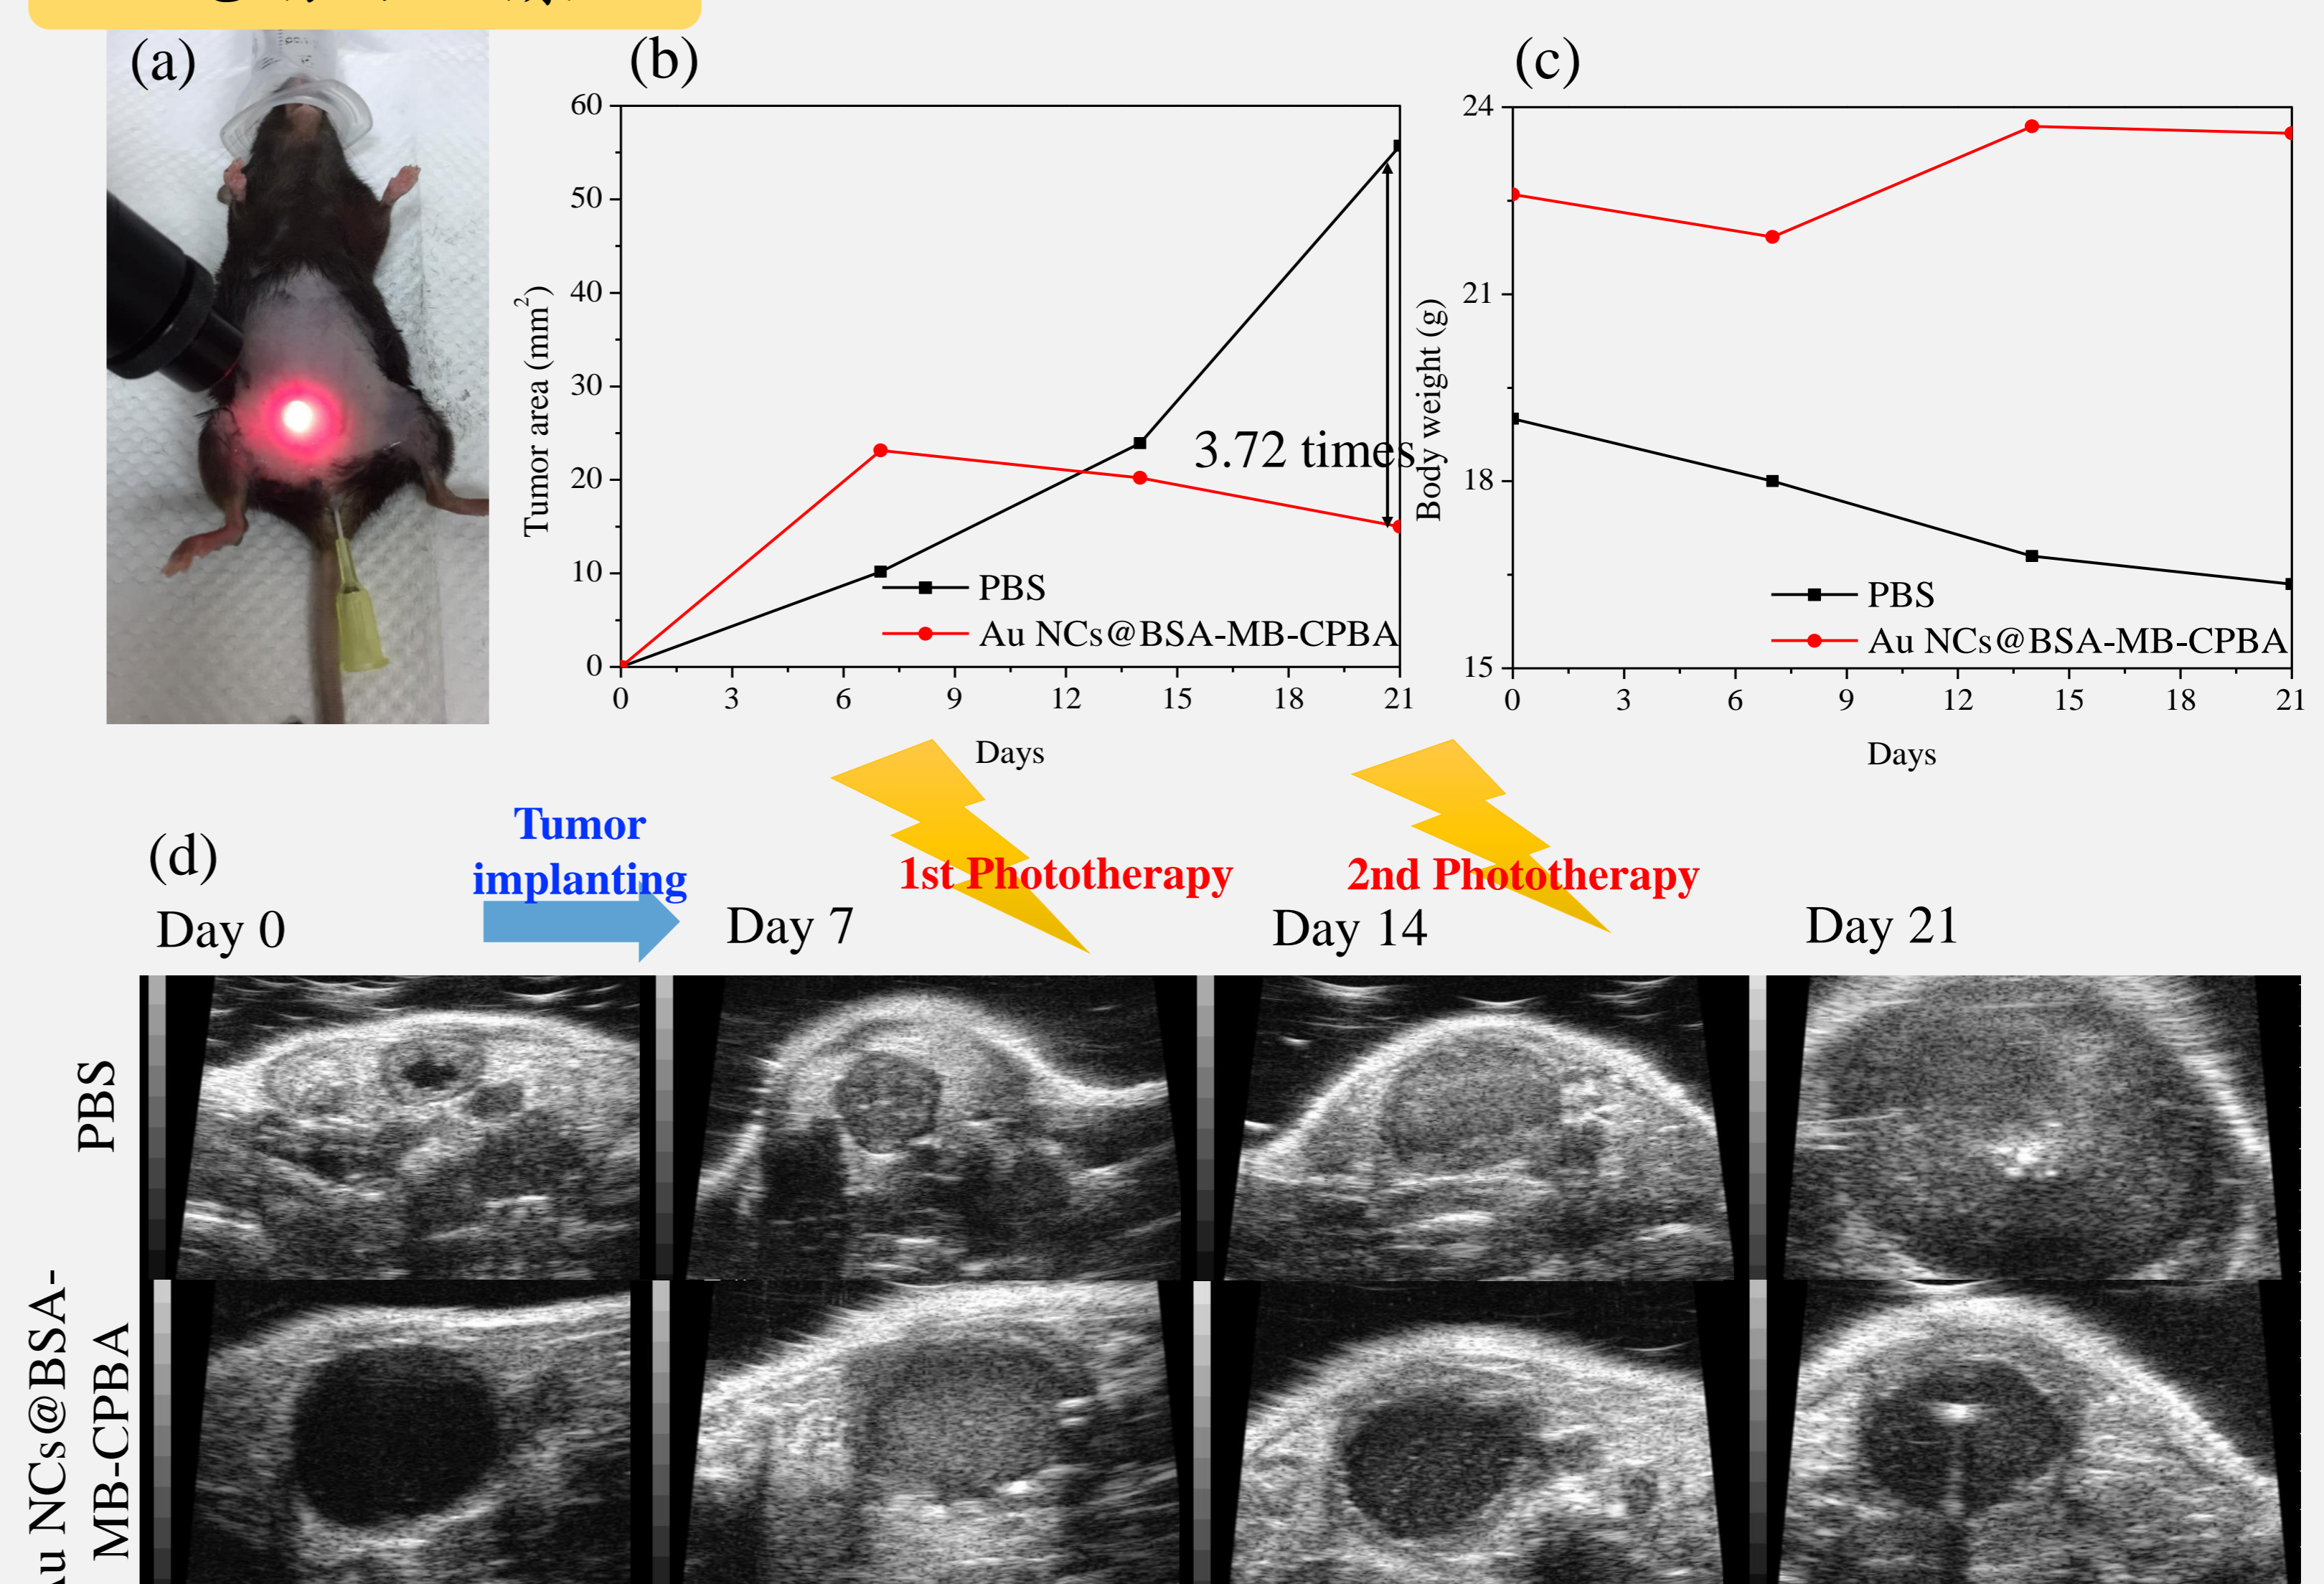 (a)
(b)
(c)
60
50
40
30
20
10
0
0 3 6 9 12 15 18 21
Tumor area (mm²)
Days
3.72 times
PBS
Au NCs@BSA-MB-CPBA
24
21
18
15
0 3 6 9 12 15 18 21
Body weight (g)
Days
PBS
Au NCs@BSA-MB-CPBA
(d)
Tumor
implanting
1st Phototherapy
2nd Phototherapy
Day 0
Day 7
Day 14
Day 21
PBS
Au NCs@BSA-
MB-CPBA